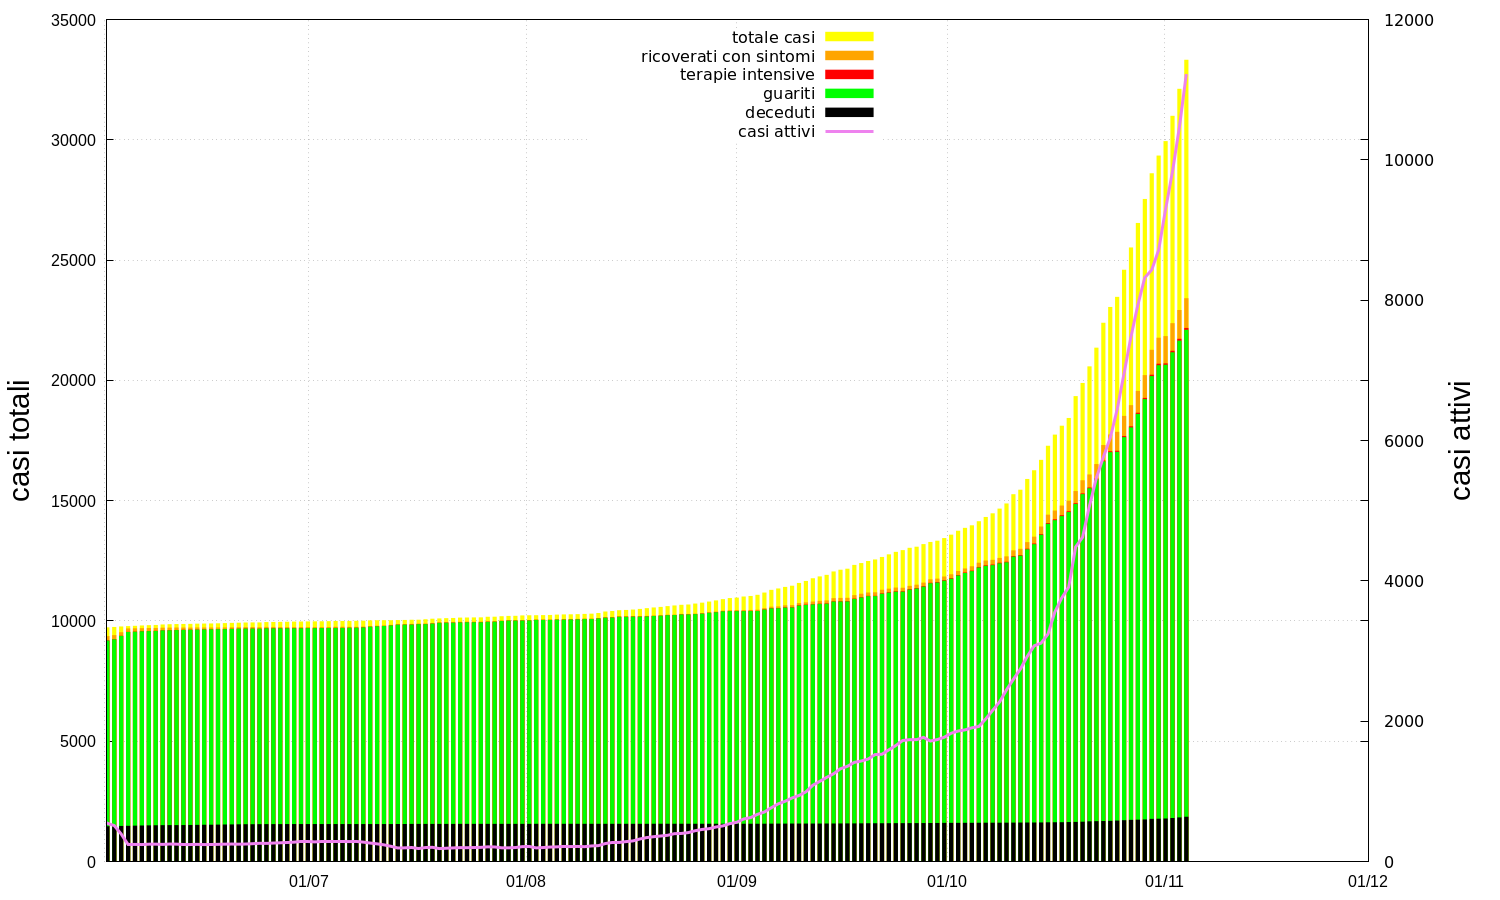 35000
30000
25000
20000
15000
10000
5000
0
casi totali
totale casi
ricoverati con sintomi
terapie intensive
guariti
deceduti
casi attivi
12000
10000
8000
6000
4000
2000
0
casi attivi
01/07
01/08
01/09
01/10
01/11
01/12